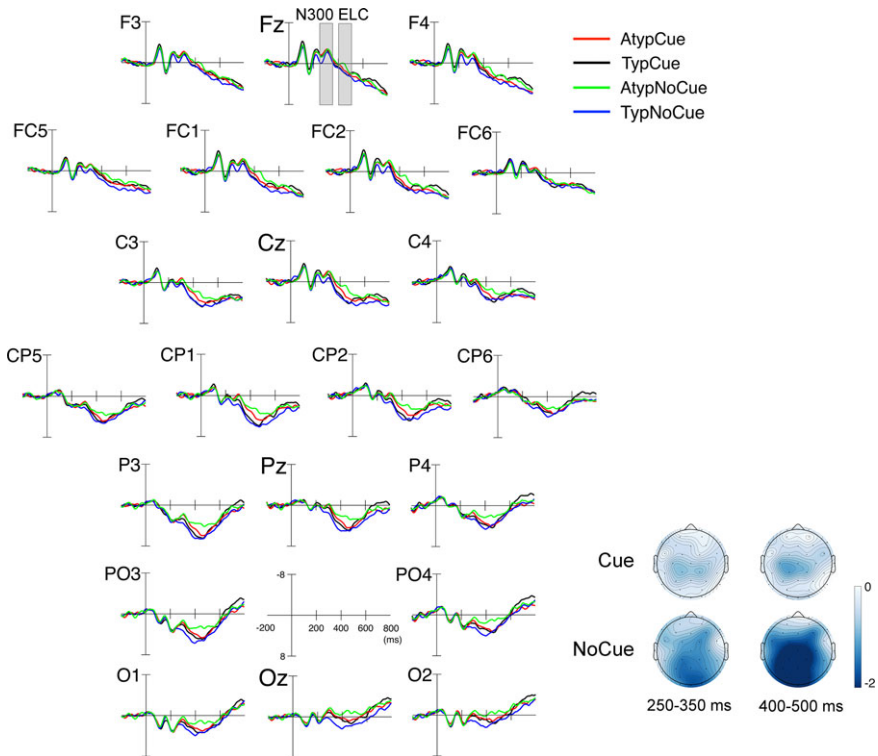 N300 ELC
F3 Fz F4
AtypCue
TypCue
AtypNoCue
TypNoCue
FC5 FC1 FC2 FC6
C3 Cz C4
CP5 CP1 CP2 CP6
P3 Pz P4
PO3 PO4
-8
-200 200 400 600 800
(ms)
8
O1 Oz O2
Cue
NoCue
0
-2
250-350 ms 400-500 ms